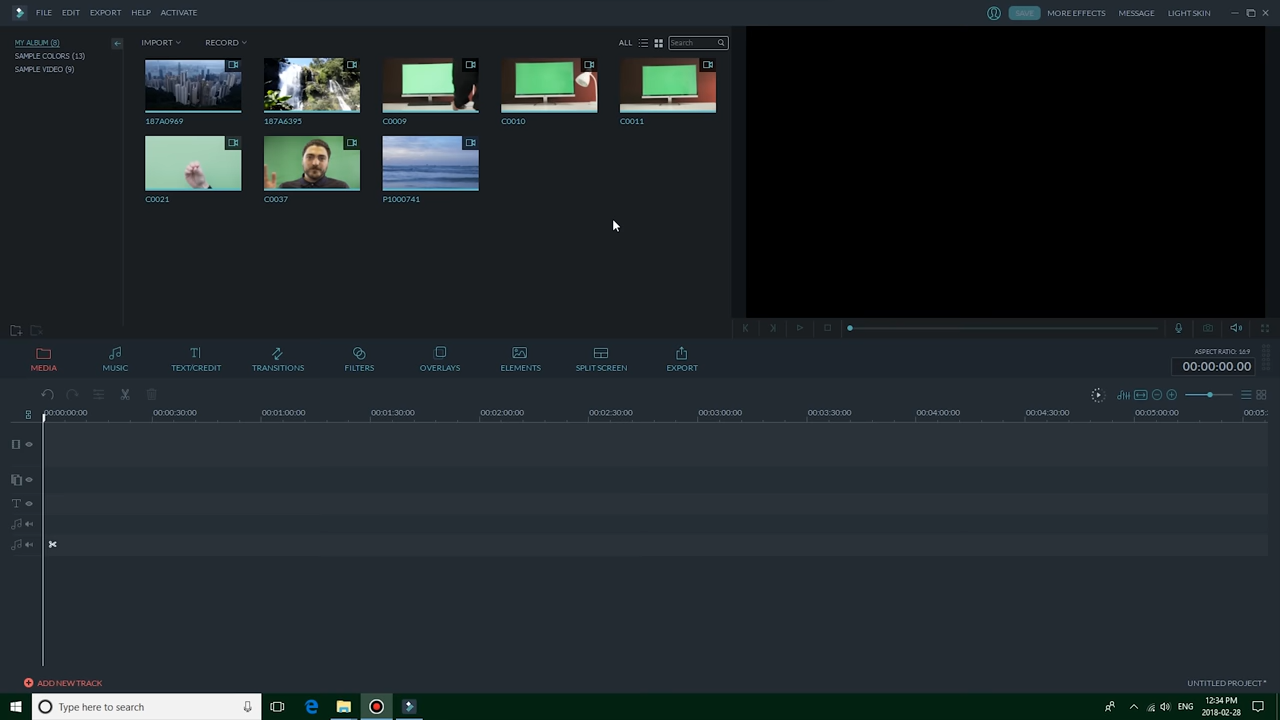 FILE EDIT EXPORT HELP ACTIVATE SAVE MORE EFFECTS MESSAGE LIGHT SKIN
MY ALBUM (8) IMPORT RECORD ALL Search
SAMPLE COLORS (13)
SAMPLE VIDEO (9)
187A0969 187A6395 C0009 C0010 C0011
C0021 C0037 P1000741
ASPECT RATIO: 16:9
00:00:00.00
MEDIA MUSIC TEXT/CREDIT TRANSITIONS FILTERS OVERLAYS ELEMENTS SPLIT SCREEN EXPORT
00:00:00:00 00:00:30:00 00:01:00:00 00:01:30:00 00:02:00:00 00:02:30:00 00:03:00:00 00:03:30:00 00:04:00:00 00:04:30:00 00:05:00:00
ADD NEW TRACK UNTITLED PROJECT*
Type here to search ENG 12:34 PM
2018-02-28